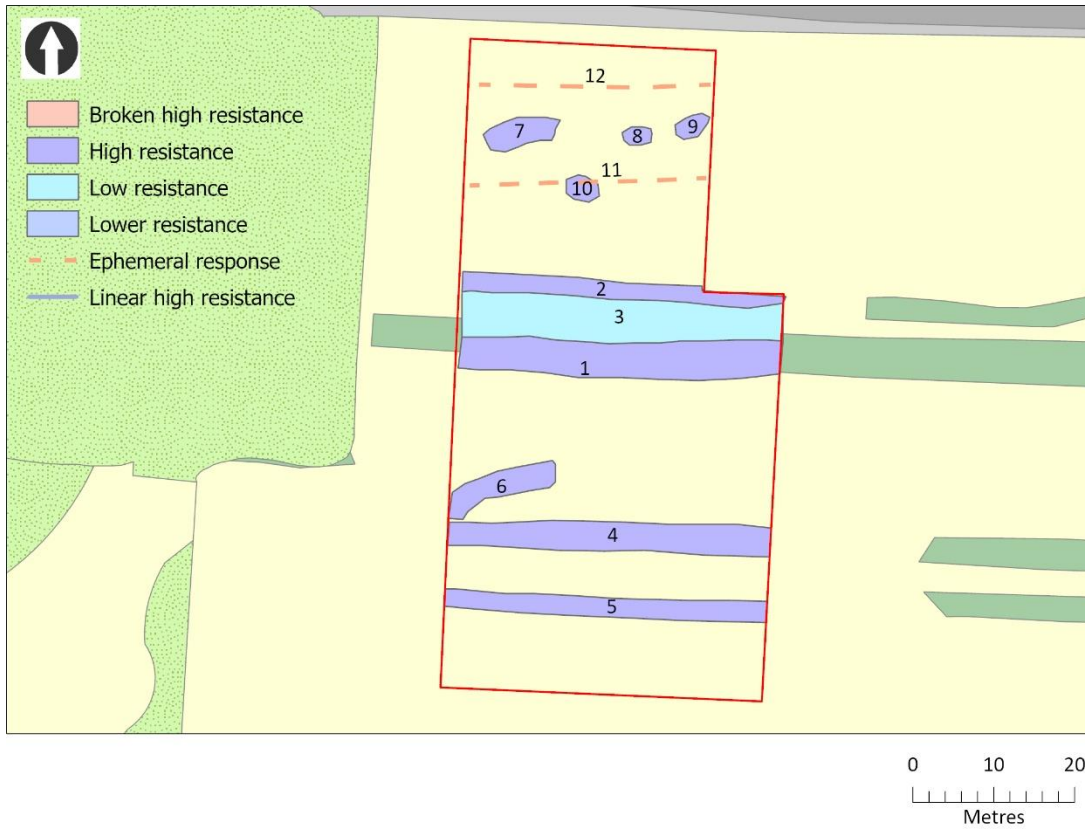 Broken high resistance
High resistance
Low resistance
Lower resistance
Ephemeral response
Linear high resistance
12
7
8
9
11
10
2
3
1
6
4
5
0 10 20
Metres